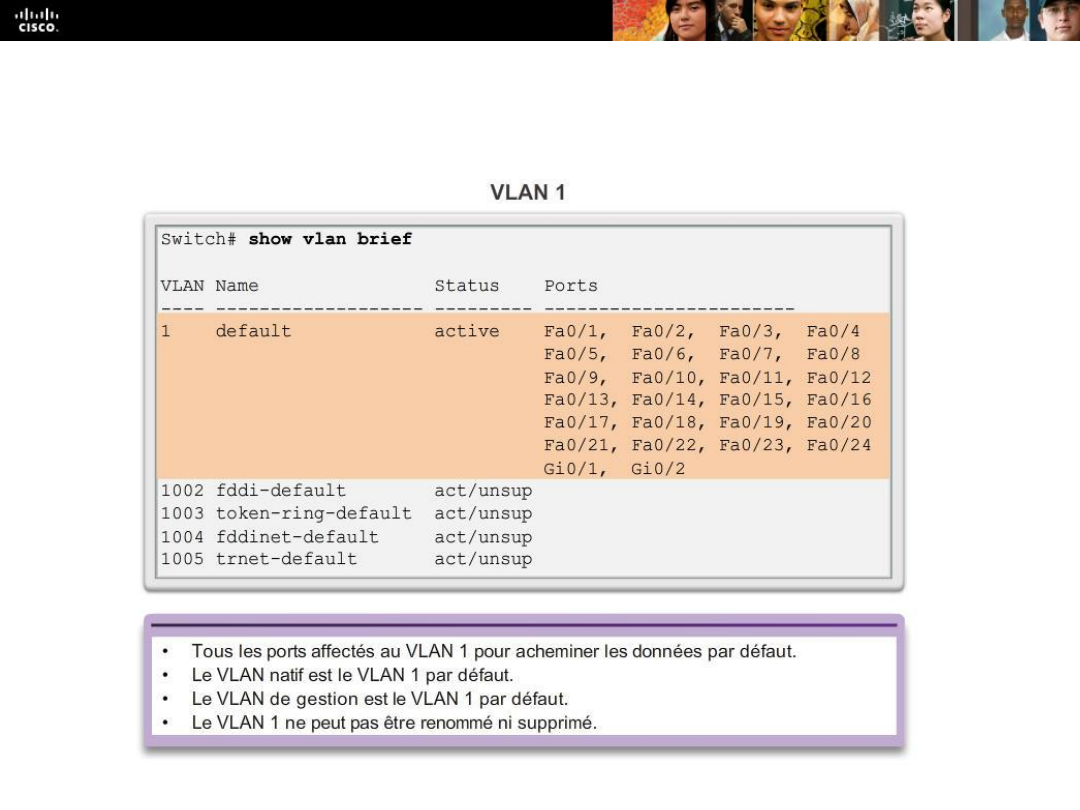 CISCO.
VLAN 1
Switch# show vlan brief
VLAN Name Status Ports
---- ------------------- --------- -----------------------
1 default active Fa0/1, Fa0/2, Fa0/3, Fa0/4
Fa0/5, Fa0/6, Fa0/7, Fa0/8
Fa0/9, Fa0/10, Fa0/11, Fa0/12
Fa0/13, Fa0/14, Fa0/15, Fa0/16
Fa0/17, Fa0/18, Fa0/19, Fa0/20
Fa0/21, Fa0/22, Fa0/23, Fa0/24
Gi0/1, Gi0/2
1002 fddi-default act/unsup
1003 token-ring-default act/unsup
1004 fddinet-default act/unsup
1005 trnet-default act/unsup
• Tous les ports affectés au VLAN 1 pour acheminer les données par défaut.
• Le VLAN natif est le VLAN 1 par défaut.
• Le VLAN de gestion est le VLAN 1 par défaut.
• Le VLAN 1 ne peut pas être renommé ni supprimé.